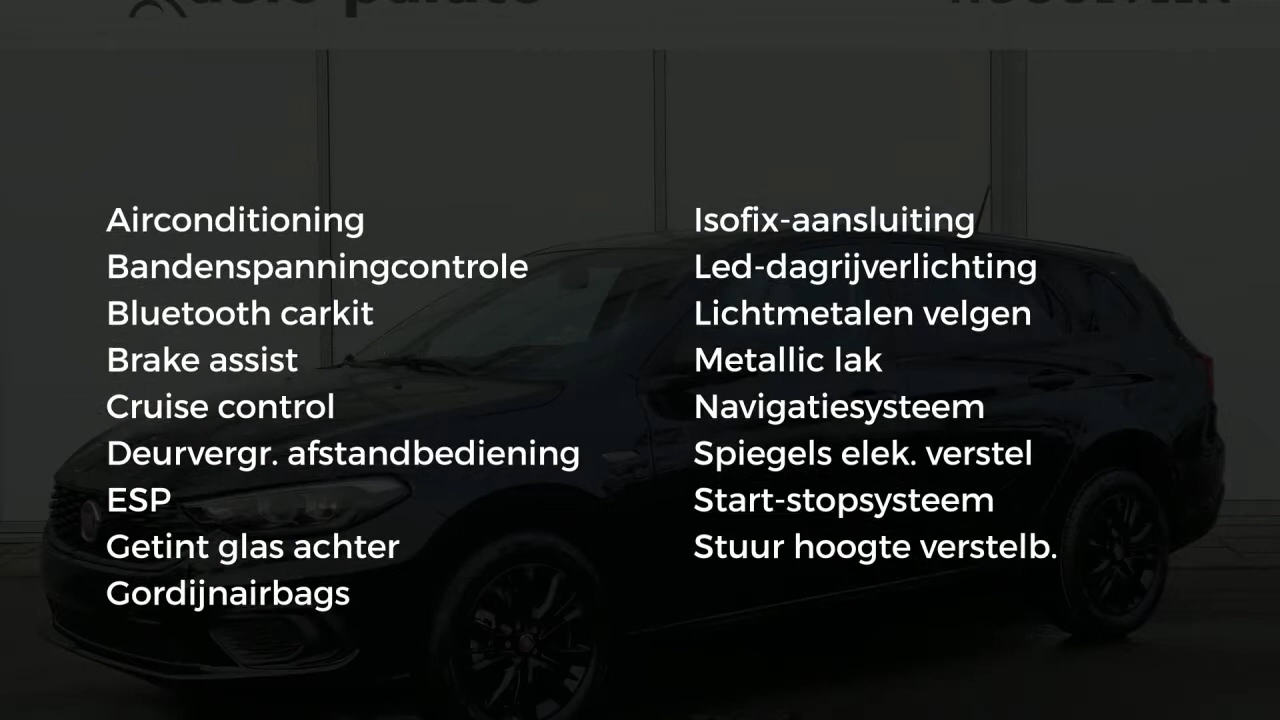 Airconditioning
Bandenspanningcontrole
Bluetooth carkit
Brake assist
Cruise control
Deurvergr. afstandbediening
ESP
Getint glas achter
Gordijnairbags
Isofix-aansluiting
Led-dagrijverlichting
Lichtmetalen velgen
Metallic lak
Navigatiesysteem
Spiegels elek. verstel
Start-stopsysteem
Stuur hoogte verstelb.